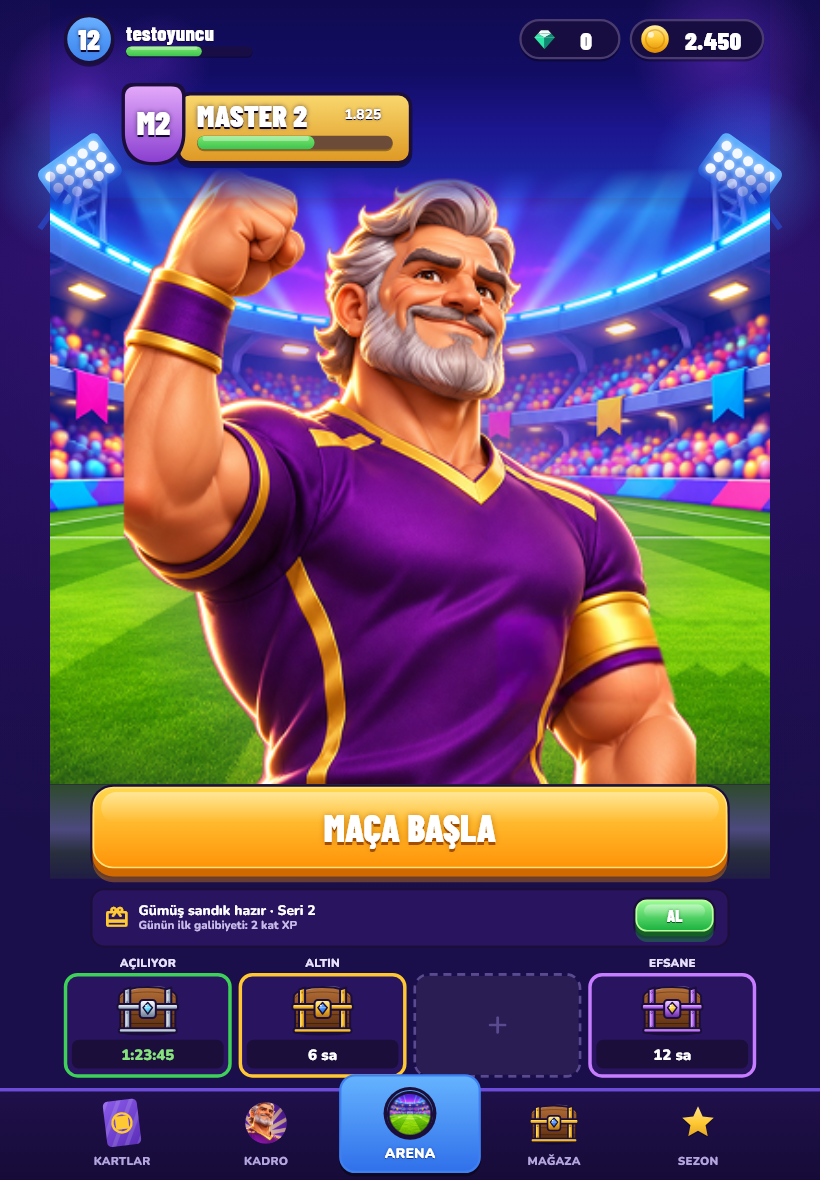 12
testoyuncu
0
2.450
M2
MASTER 2
1.825
MAÇA BAŞLA
Gümüş sandık hazır · Seri 2
Günün ilk galibiyeti: 2 kat XP
AL
AÇILIYOR
ALTIN
EFSANE
1:23:45
6 sa
+
12 sa
KARTLAR
KADRO
ARENA
MAĞAZA
SEZON